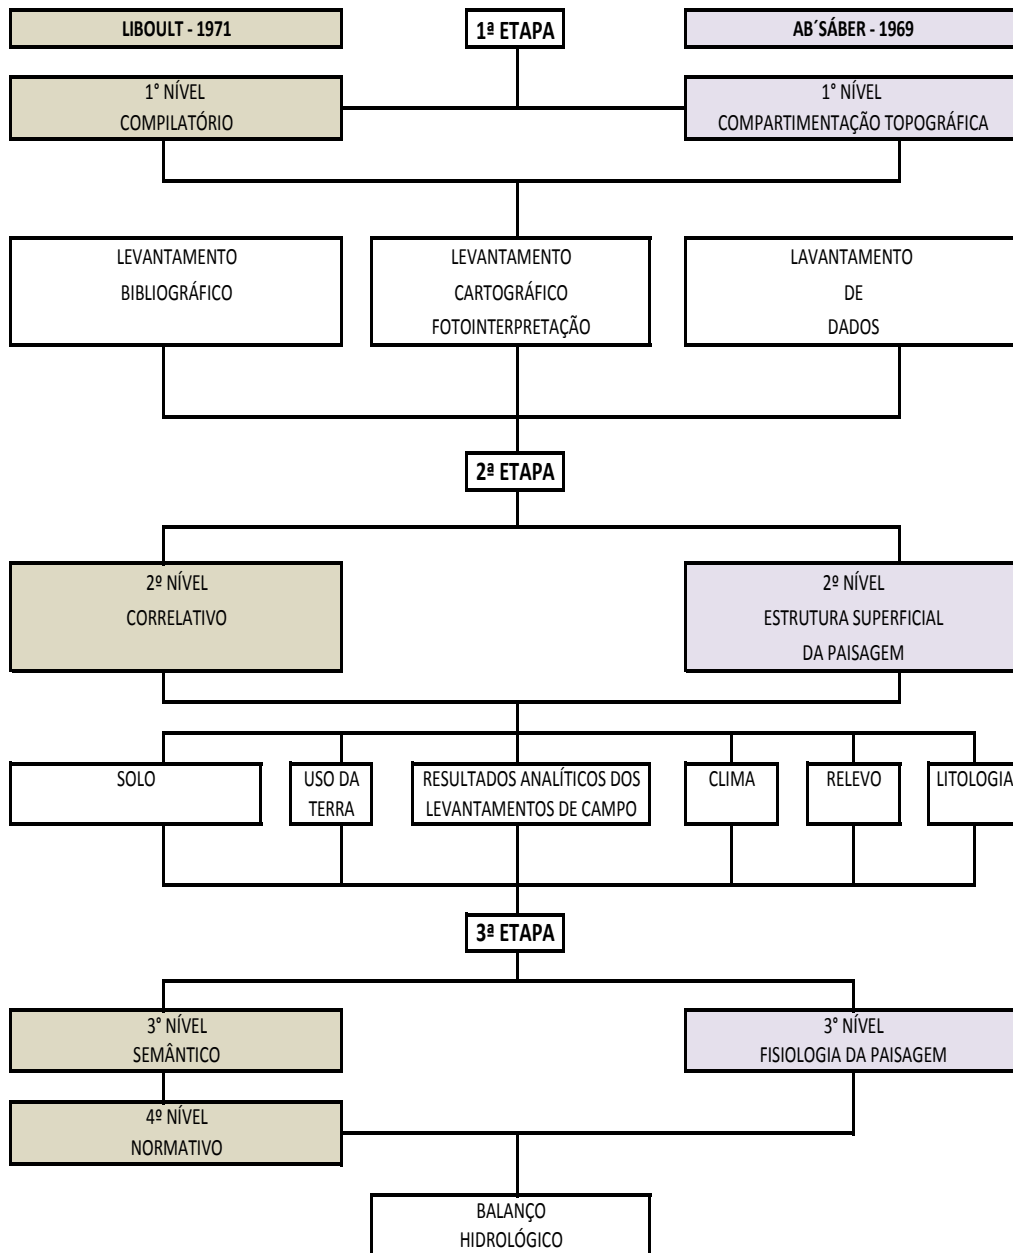 LIBOULT - 1971
1ª ETAPA
AB´SÁBER - 1969
1° NÍVEL
COMPILATÓRIO
1° NÍVEL
COMPARTIMENTAÇÃO TOPOGRÁFICA
LEVANTAMENTO
BIBLIOGRÁFICO
LEVANTAMENTO
CARTOGRÁFICO
FOTOINTERPRETAÇÃO
LAVANTAMENTO
DE
DADOS
2ª ETAPA
2º NÍVEL
CORRELATIVO
2º NÍVEL
ESTRUTURA SUPERFICIAL
DA PAISAGEM
SOLO
USO DA
TERRA
RESULTADOS ANALÍTICOS DOS
LEVANTAMENTOS DE CAMPO
CLIMA
RELEVO
LITOLOGIA
3ª ETAPA
3° NÍVEL
SEMÂNTICO
3° NÍVEL
FISIOLOGIA DA PAISAGEM
4º NÍVEL
NORMATIVO
BALANÇO
HIDROLÓGICO